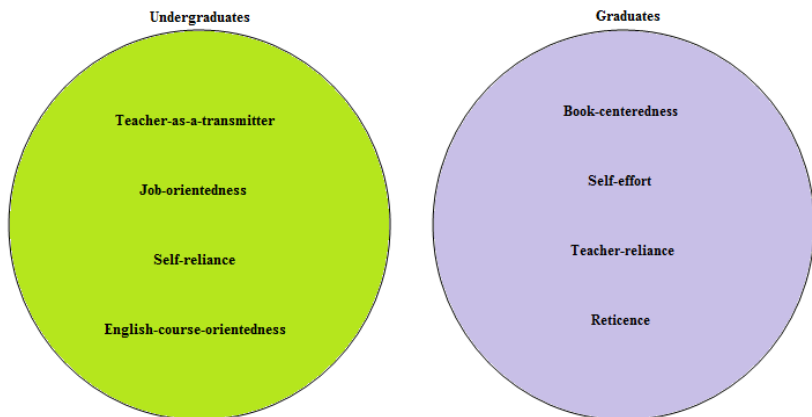 Undergraduates
Teacher-as-a-transmitter
Job-orientedness
Self-reliance
English-course-orientedness
Graduates
Book-centeredness
Self-effort
Teacher-reliance
Reticence